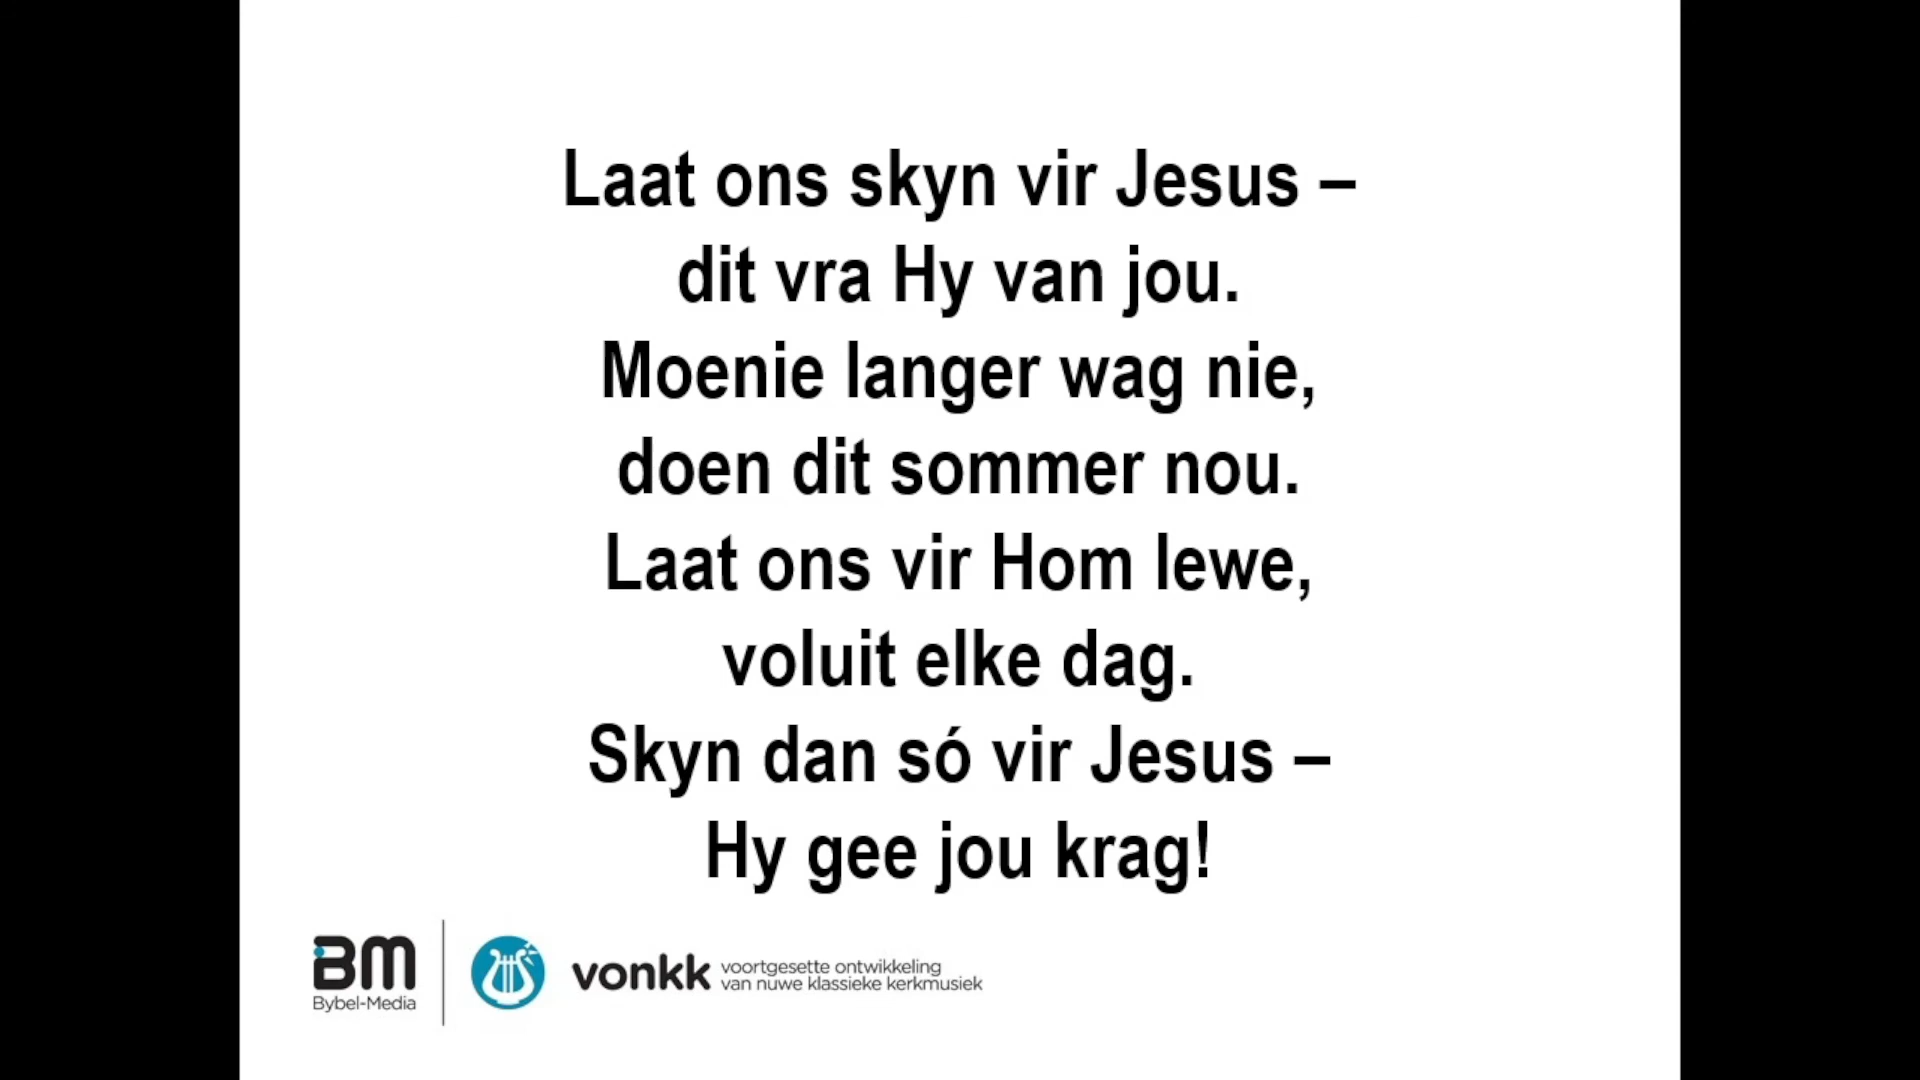 Laat ons skyn vir Jesus –
dit vra Hy van jou.
Moenie langer wag nie,
doen dit sommer nou.
Laat ons vir Hom lewe,
voluit elke dag.
Skyn dan só vir Jesus –
Hy gee jou krag!
BM
Bybel-Media
vonkk
voortgesette ontwikkeling
van nuwe klassieke kerkmusiek